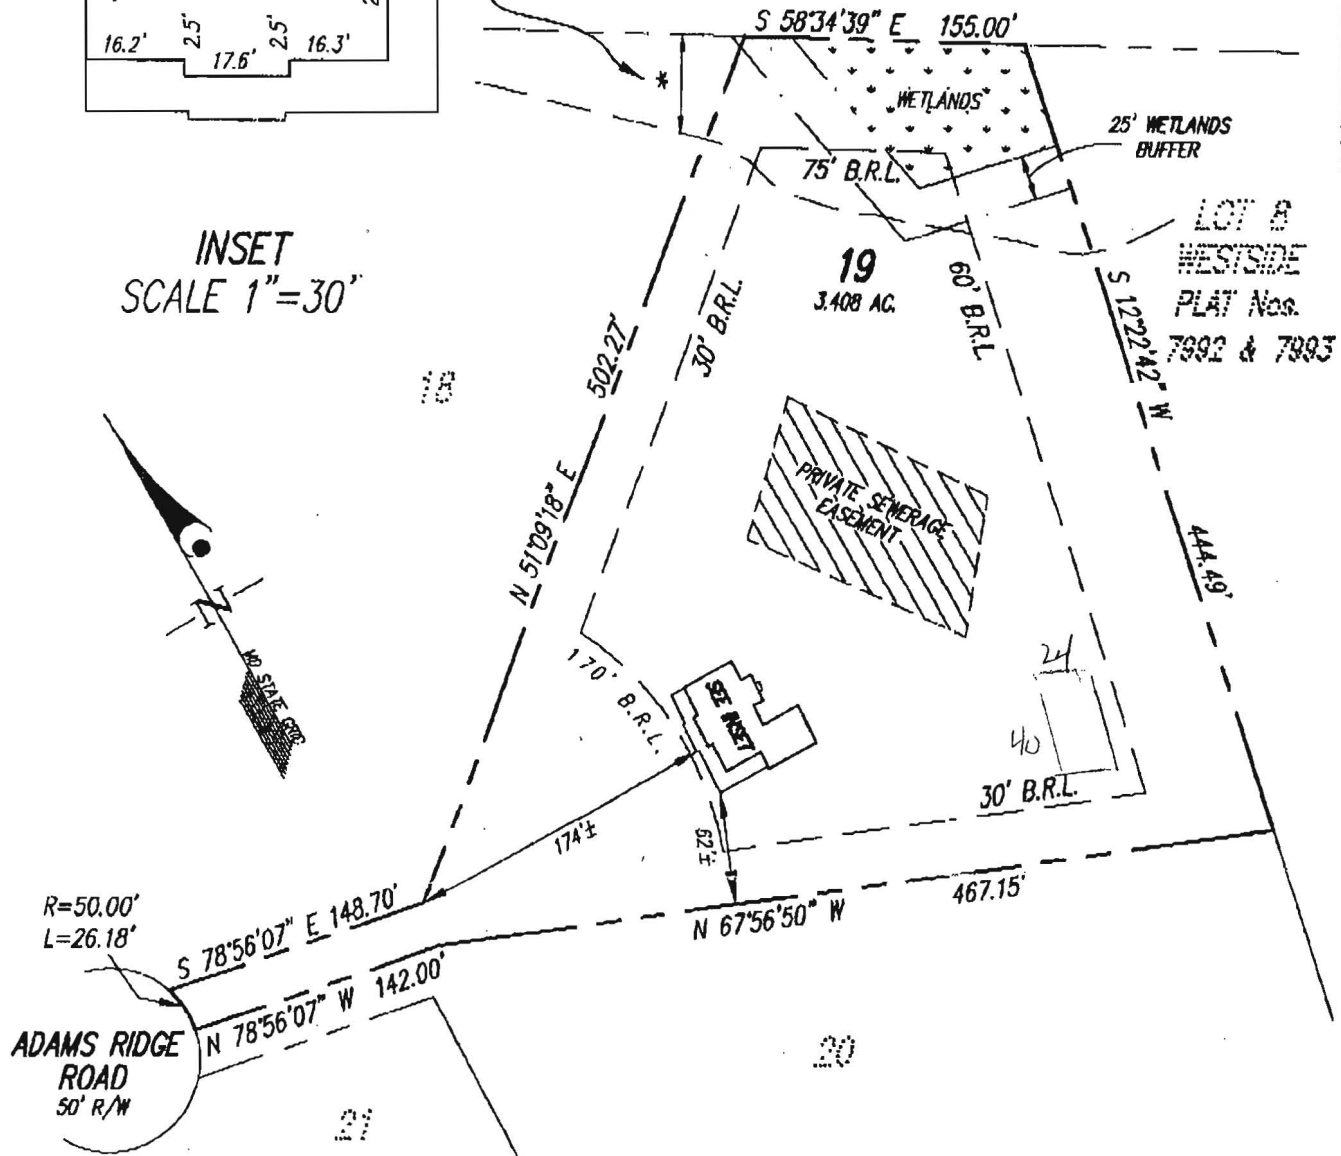 16.2'
2.5'
17.6'
2.5'
16.3'
INSET
SCALE 1"=30'
S 58°34'39" E 155.00'
*
WETLANDS
25' WETLANDS
BUFFER
75' B.R.L.
LOT 8
WESTSIDE
PLAT Nos.
7992 & 7993
19
3.408 AC.
30' B.R.L.
60' B.R.L.
S 12°22'42" W
444.49'
502.27'
N 51°09'18" E
18
PRIVATE SEWERAGE
EASEMENT
N
MD STATE GRID
170' B.R.L.
SEE INSET
24
40
30' B.R.L.
174'±
62'±
N 67°56'50" W
467.15'
R=50.00'
L=26.18'
S 78°56'07" E 148.70'
N 78°56'07" W 142.00'
ADAMS RIDGE
ROAD
50' R/W
20
21